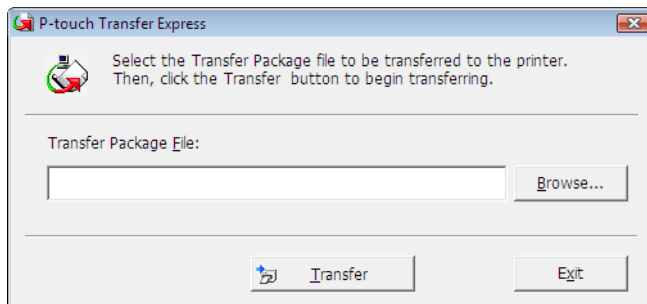 P-touch Transfer Express
Select the Transfer Package file to be transferred to the printer.
Then, click the Transfer button to begin transferring.
Transfer Package File:
Browse...
Transfer
Exit